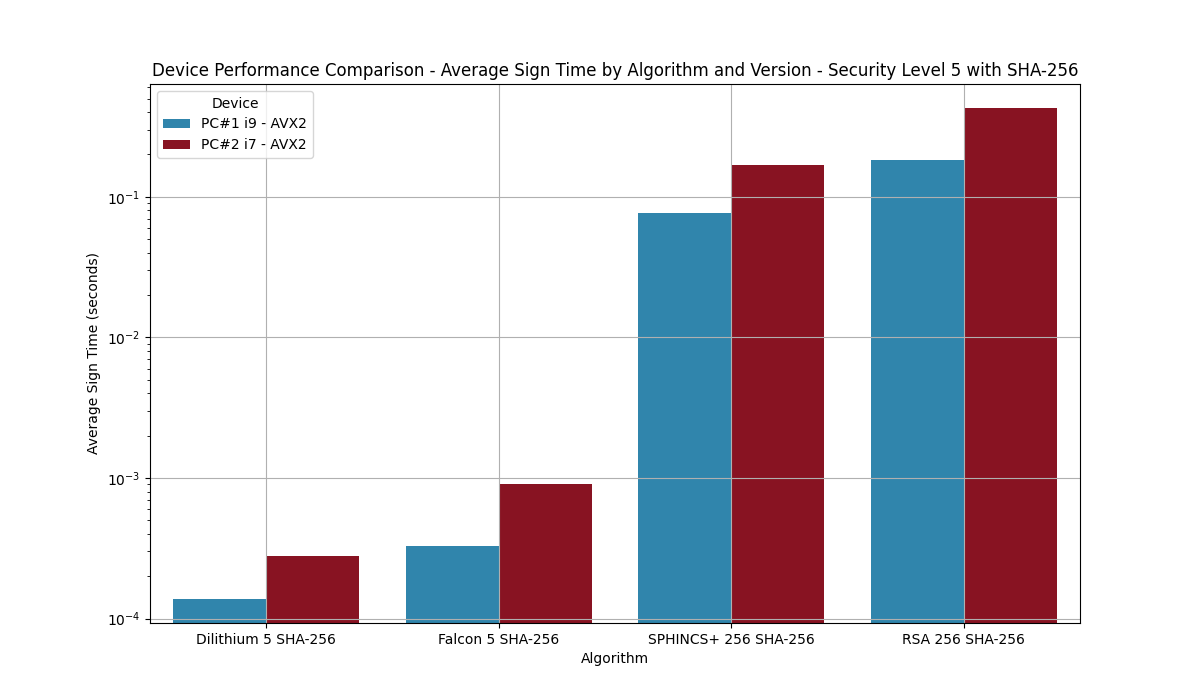 Device Performance Comparison - Average Sign Time by Algorithm and Version - Security Level 5 with SHA-256
Device
PC#1 i9 - AVX2
PC#2 i7 - AVX2
Average Sign Time (seconds)
10⁻¹
10⁻²
10⁻³
10⁻⁴
Dilithium 5 SHA-256
Falcon 5 SHA-256
SPHINCS+ 256 SHA-256
RSA 256 SHA-256
Algorithm